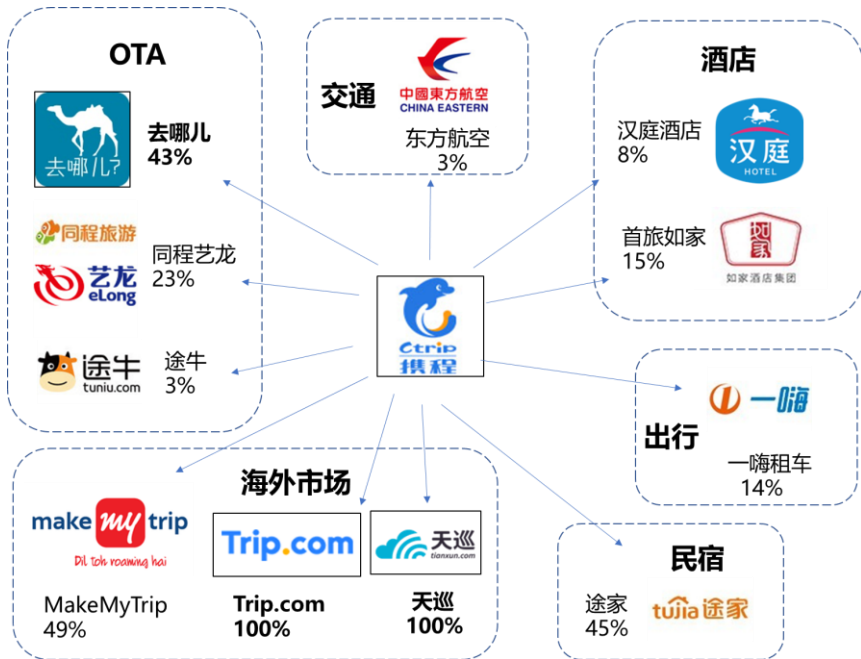 OTA
去哪儿?
去哪儿
43%
同程旅游
艺龙
eLong
同程艺龙
23%
途牛
tuniu.com
途牛
3%
交通
中國東方航空
CHINA EASTERN
东方航空
3%
酒店
汉庭酒店
8%
汉庭
HOTEL
首旅如家
15%
如家
如家酒店集团
Ctrip
携程
一嗨
出行
一嗨租车
14%
海外市场
make my trip
Dil toh roaming hai
MakeMyTrip
49%
Trip.com
Trip.com
100%
天巡
tianxun.com
天巡
100%
民宿
途家
45%
tujia 途家